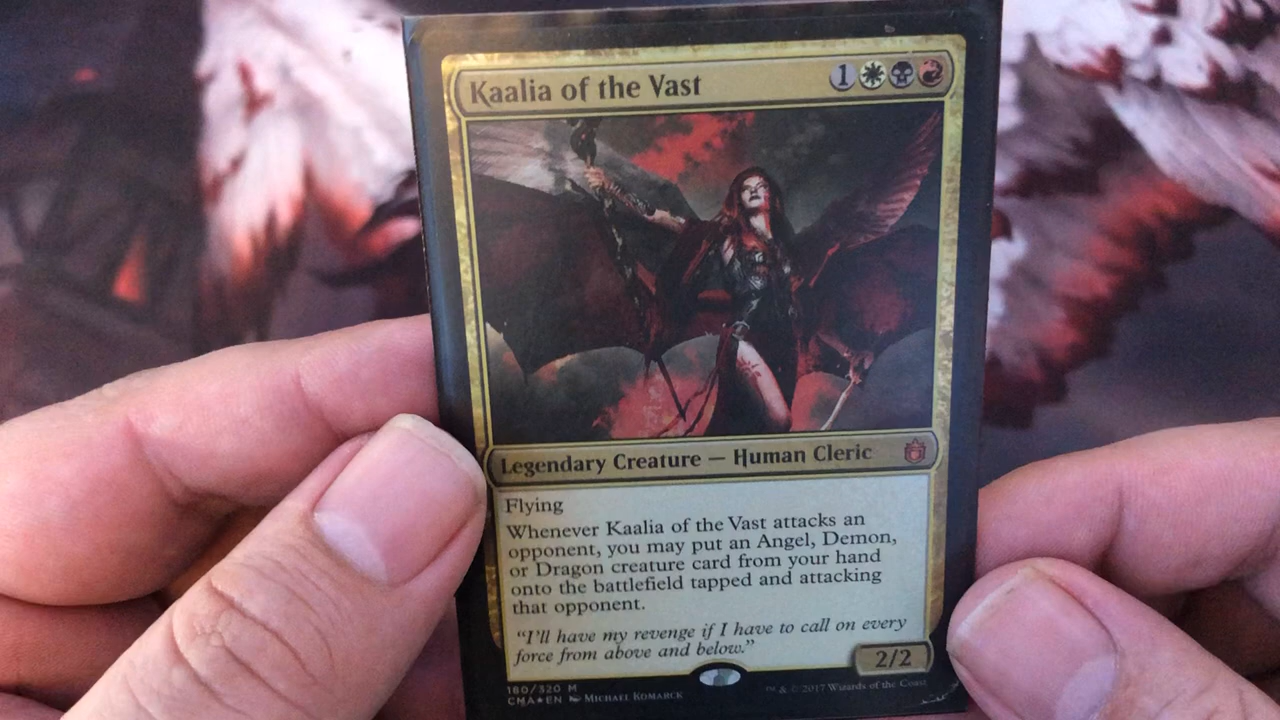 Kaalia of the Vast 1
Legendary Creature — Human Cleric
Flying
Whenever Kaalia of the Vast attacks an
opponent, you may put an Angel, Demon,
or Dragon creature card from your hand
onto the battlefield tapped and attacking
that opponent.
"I'll have my revenge if I have to call on every
force from above and below."
2/2
180/320 M
CMA★EN Michael Komarck
™ & © 2017 Wizards of the Coast